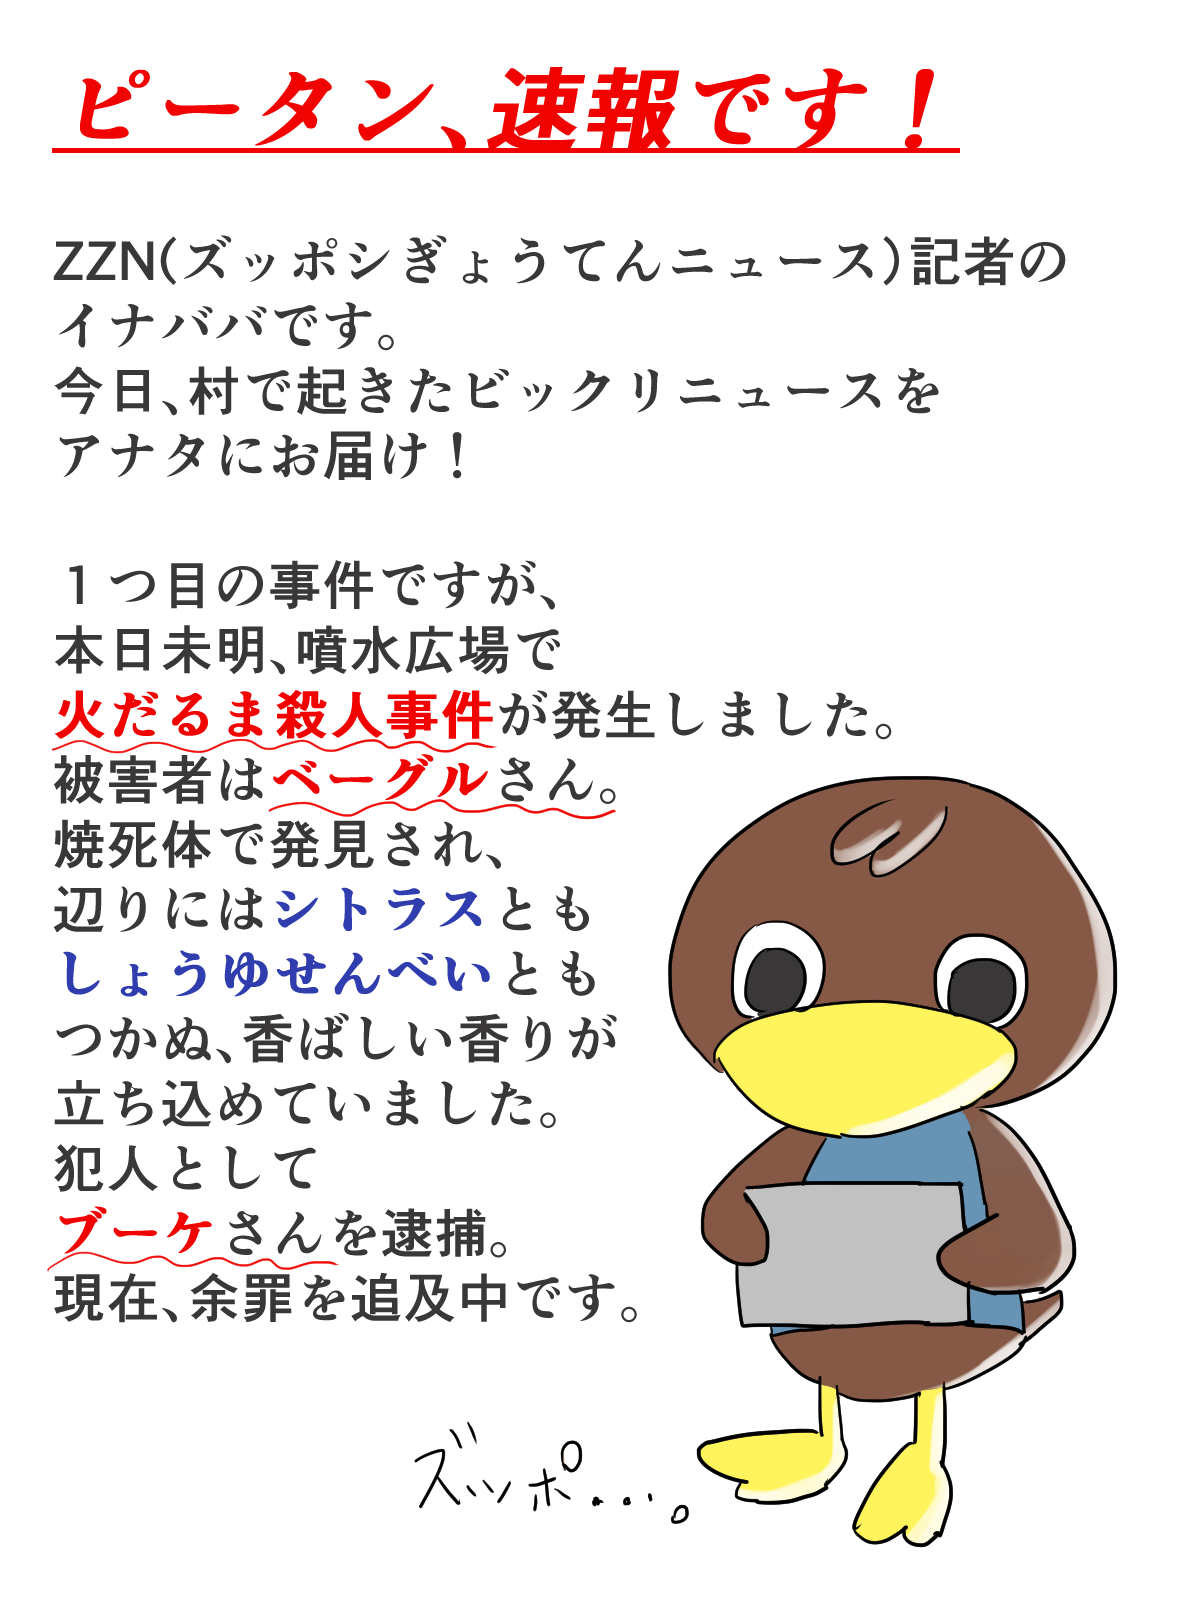 ピータン、速報です！
ZZN(ズッポシぎょうてんニュース)記者の
イナババです。
今日、村で起きたビックリニュースを
アナタにお届け！
１つ目の事件ですが、
本日未明、噴水広場で
火だるま殺人事件が発生しました。
被害者はベーグルさん。
焼死体で発見され、
辺りにはシトラスとも
しょうゆせんべいとも
つかぬ、香ばしい香りが
立ち込めていました。
犯人として
ブーケさんを逮捕。
現在、余罪を追及中です。
ズッポ...。